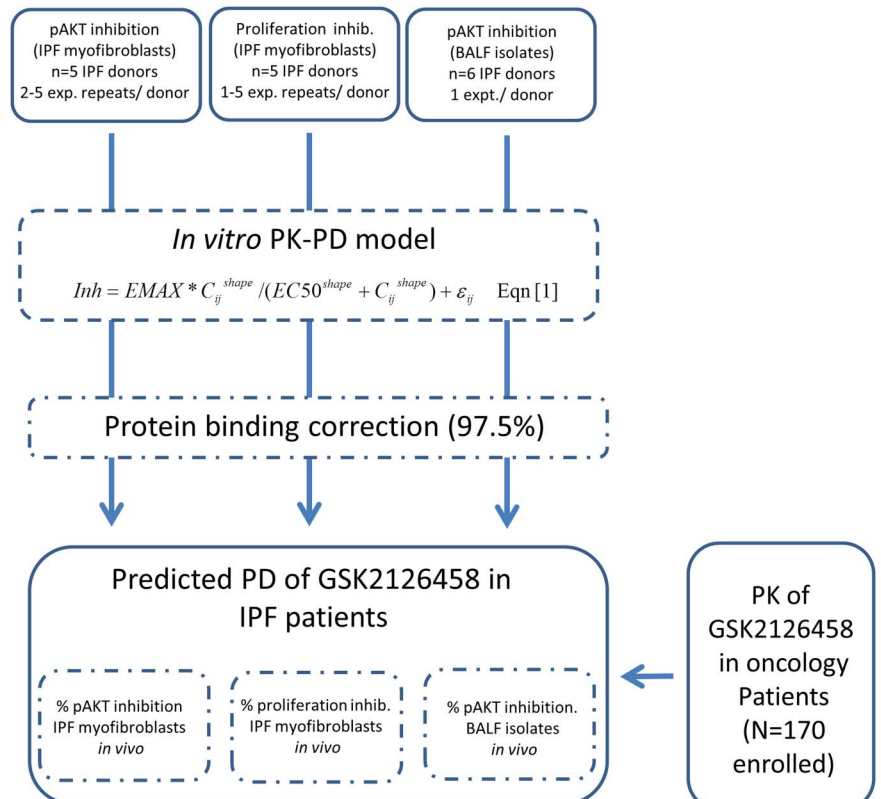 pAKT inhibition
(IPF myofibroblasts)
n=5 IPF donors
2-5 exp. repeats/ donor
Proliferation inhib.
(IPF myofibroblasts)
n=5 IPF donors
1-5 exp. repeats/ donor
pAKT inhibition
(BALF isolates)
n=6 IPF donors
1 expt./ donor
In vitro PK-PD model
Inh = EMAX * C_ij^shape /(EC50^shape + C_ij^shape) + ε_ij Eqn [1]
Protein binding correction (97.5%)
Predicted PD of GSK2126458 in
IPF patients
% pAKT inhibition
IPF myofibroblasts
in vivo
% proliferation inhib.
IPF myofibroblasts
in vivo
% pAKT inhibition.
BALF isolates
in vivo
PK of
GSK2126458
in oncology
Patients
(N=170
enrolled)